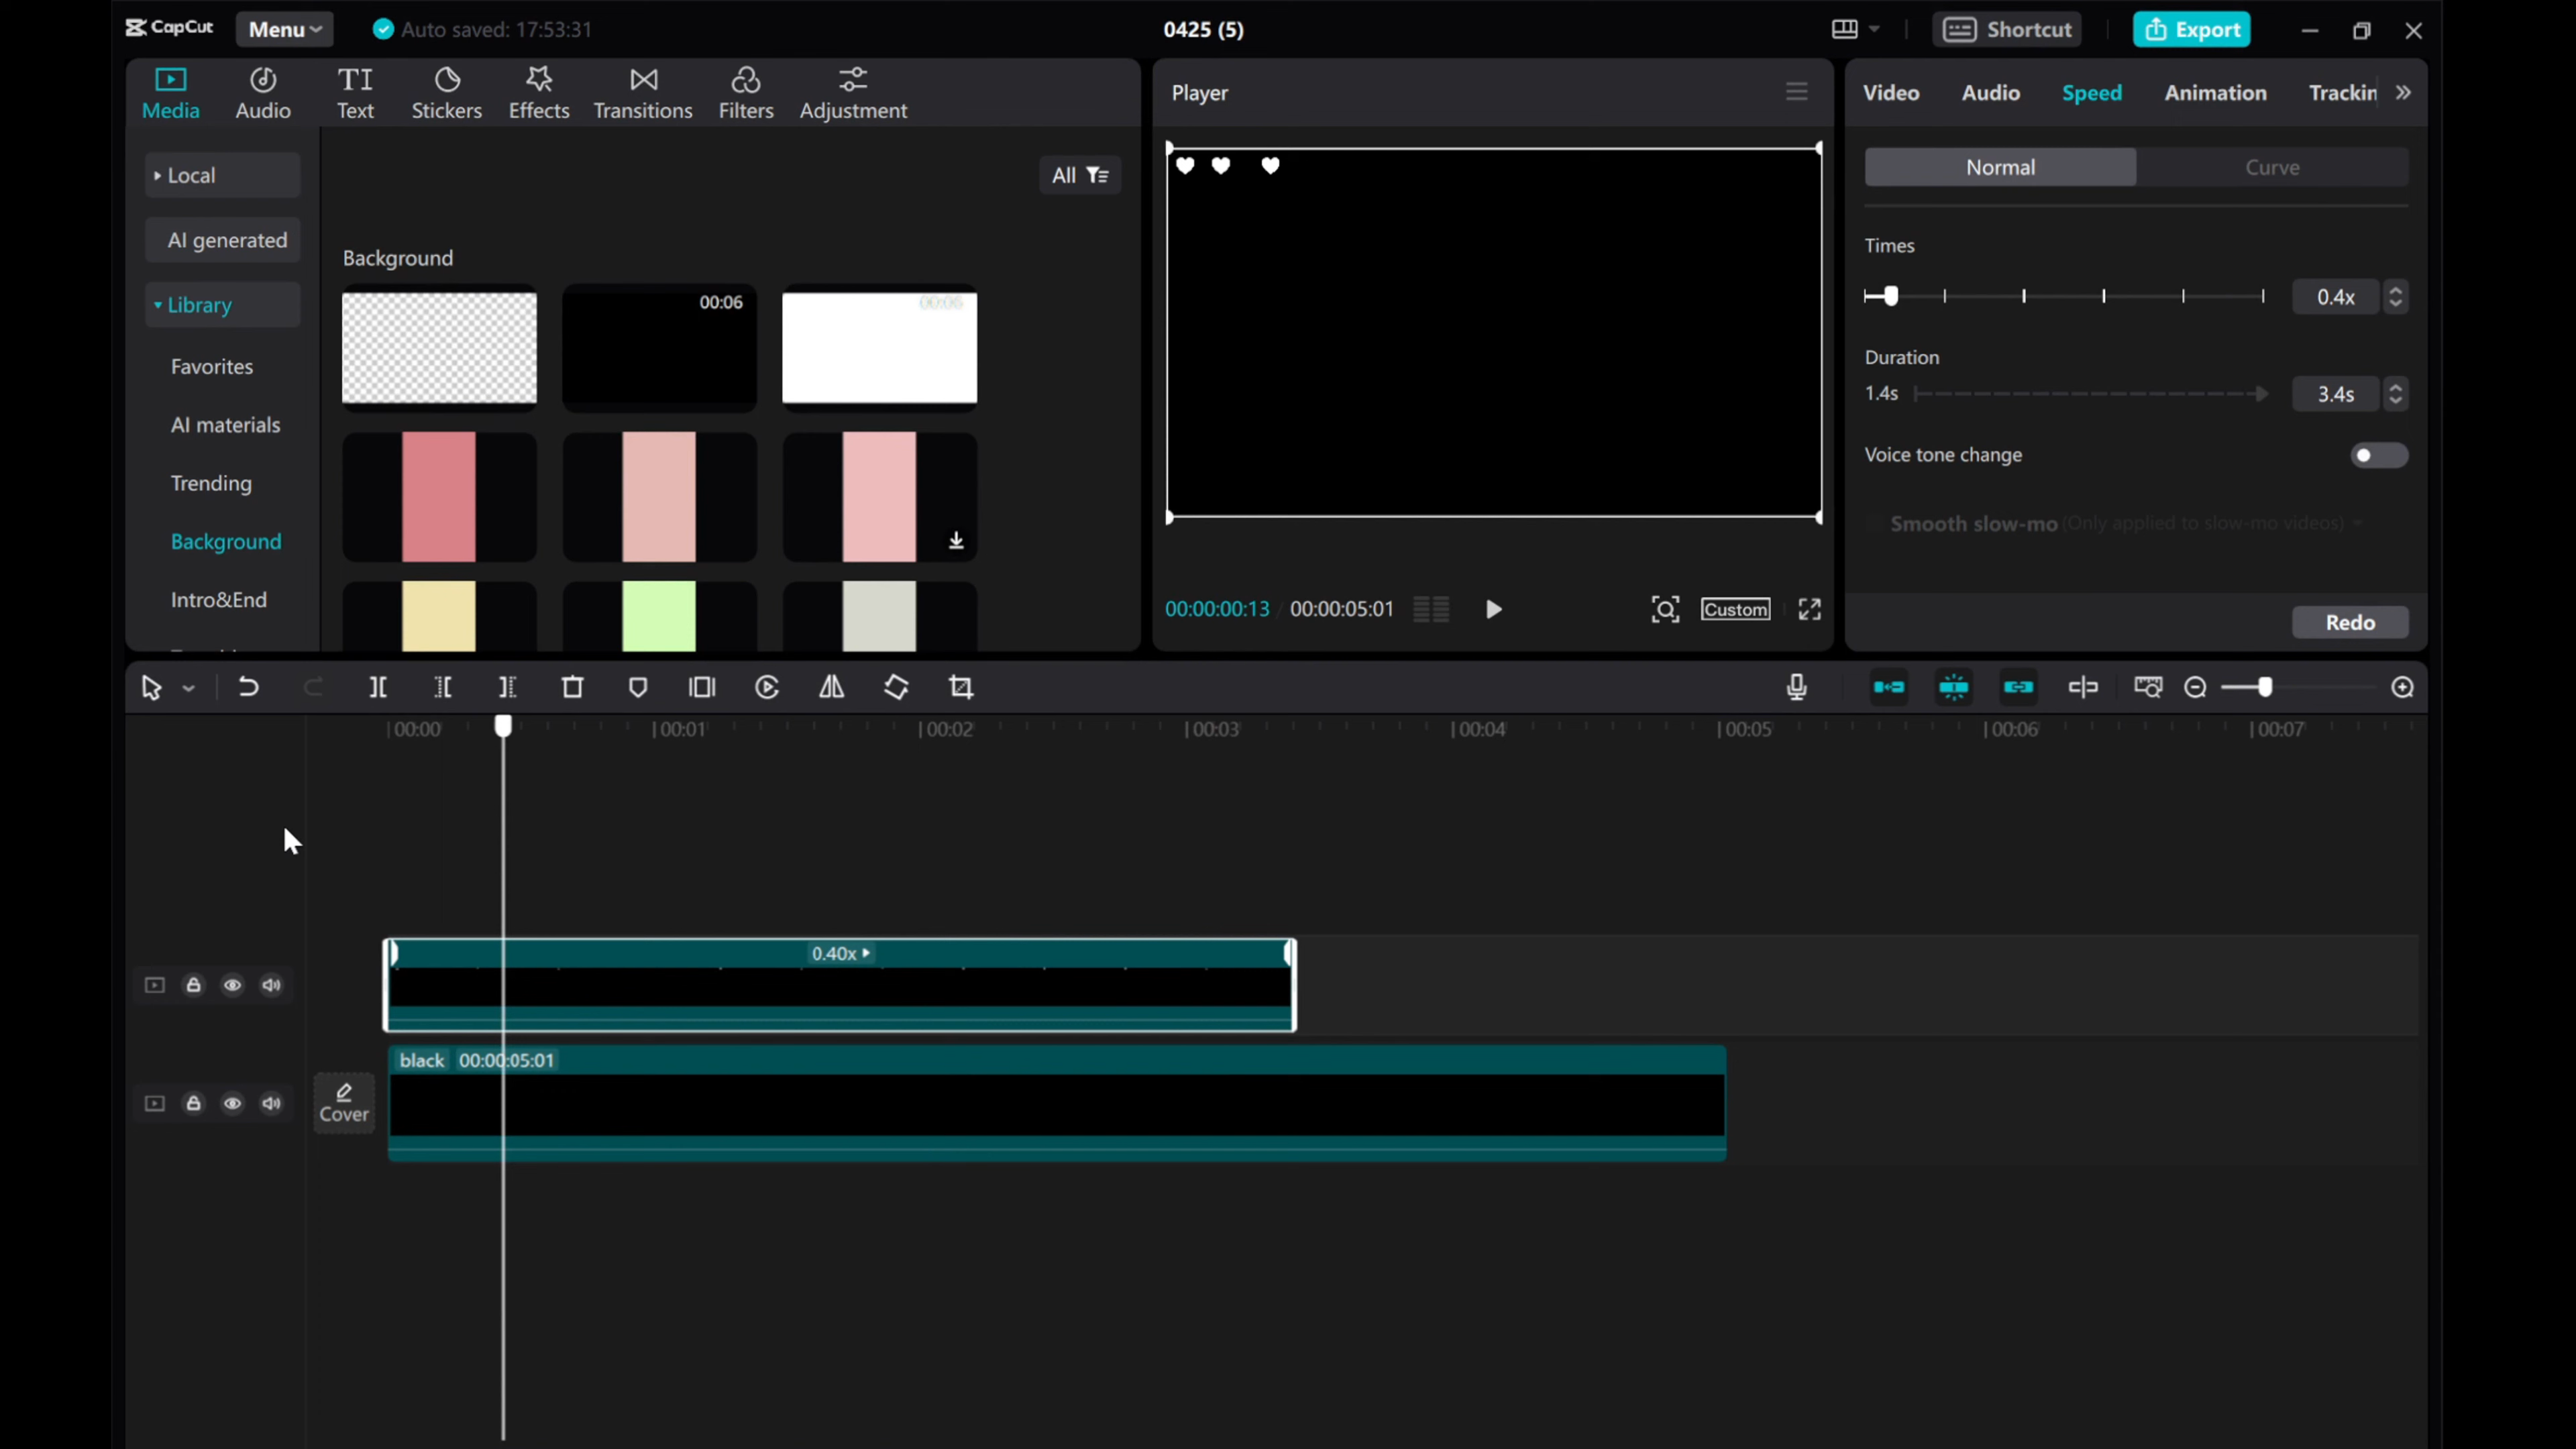 CapCut Menu Auto saved: 17:53:31 0425 (5) Shortcut Export
Media Audio Text Stickers Effects Transitions Filters Adjustment
Player
Video Audio Speed Animation Trackin
Local
All
Normal Curve
AI generated
Background
Times
Library
00:06
00:06
0.4x
Favorites
Duration
1.4s
3.4s
AI materials
Trending
Voice tone change
Background
Smooth slow-mo (Only applied to slow-mo videos)
Intro&End
00:00:00:13 / 00:00:05:01
Custom
Redo
00:00 00:01 00:02 00:03 00:04 00:05 00:06 00:07
0.40x
black 00:00:05:01
Cover